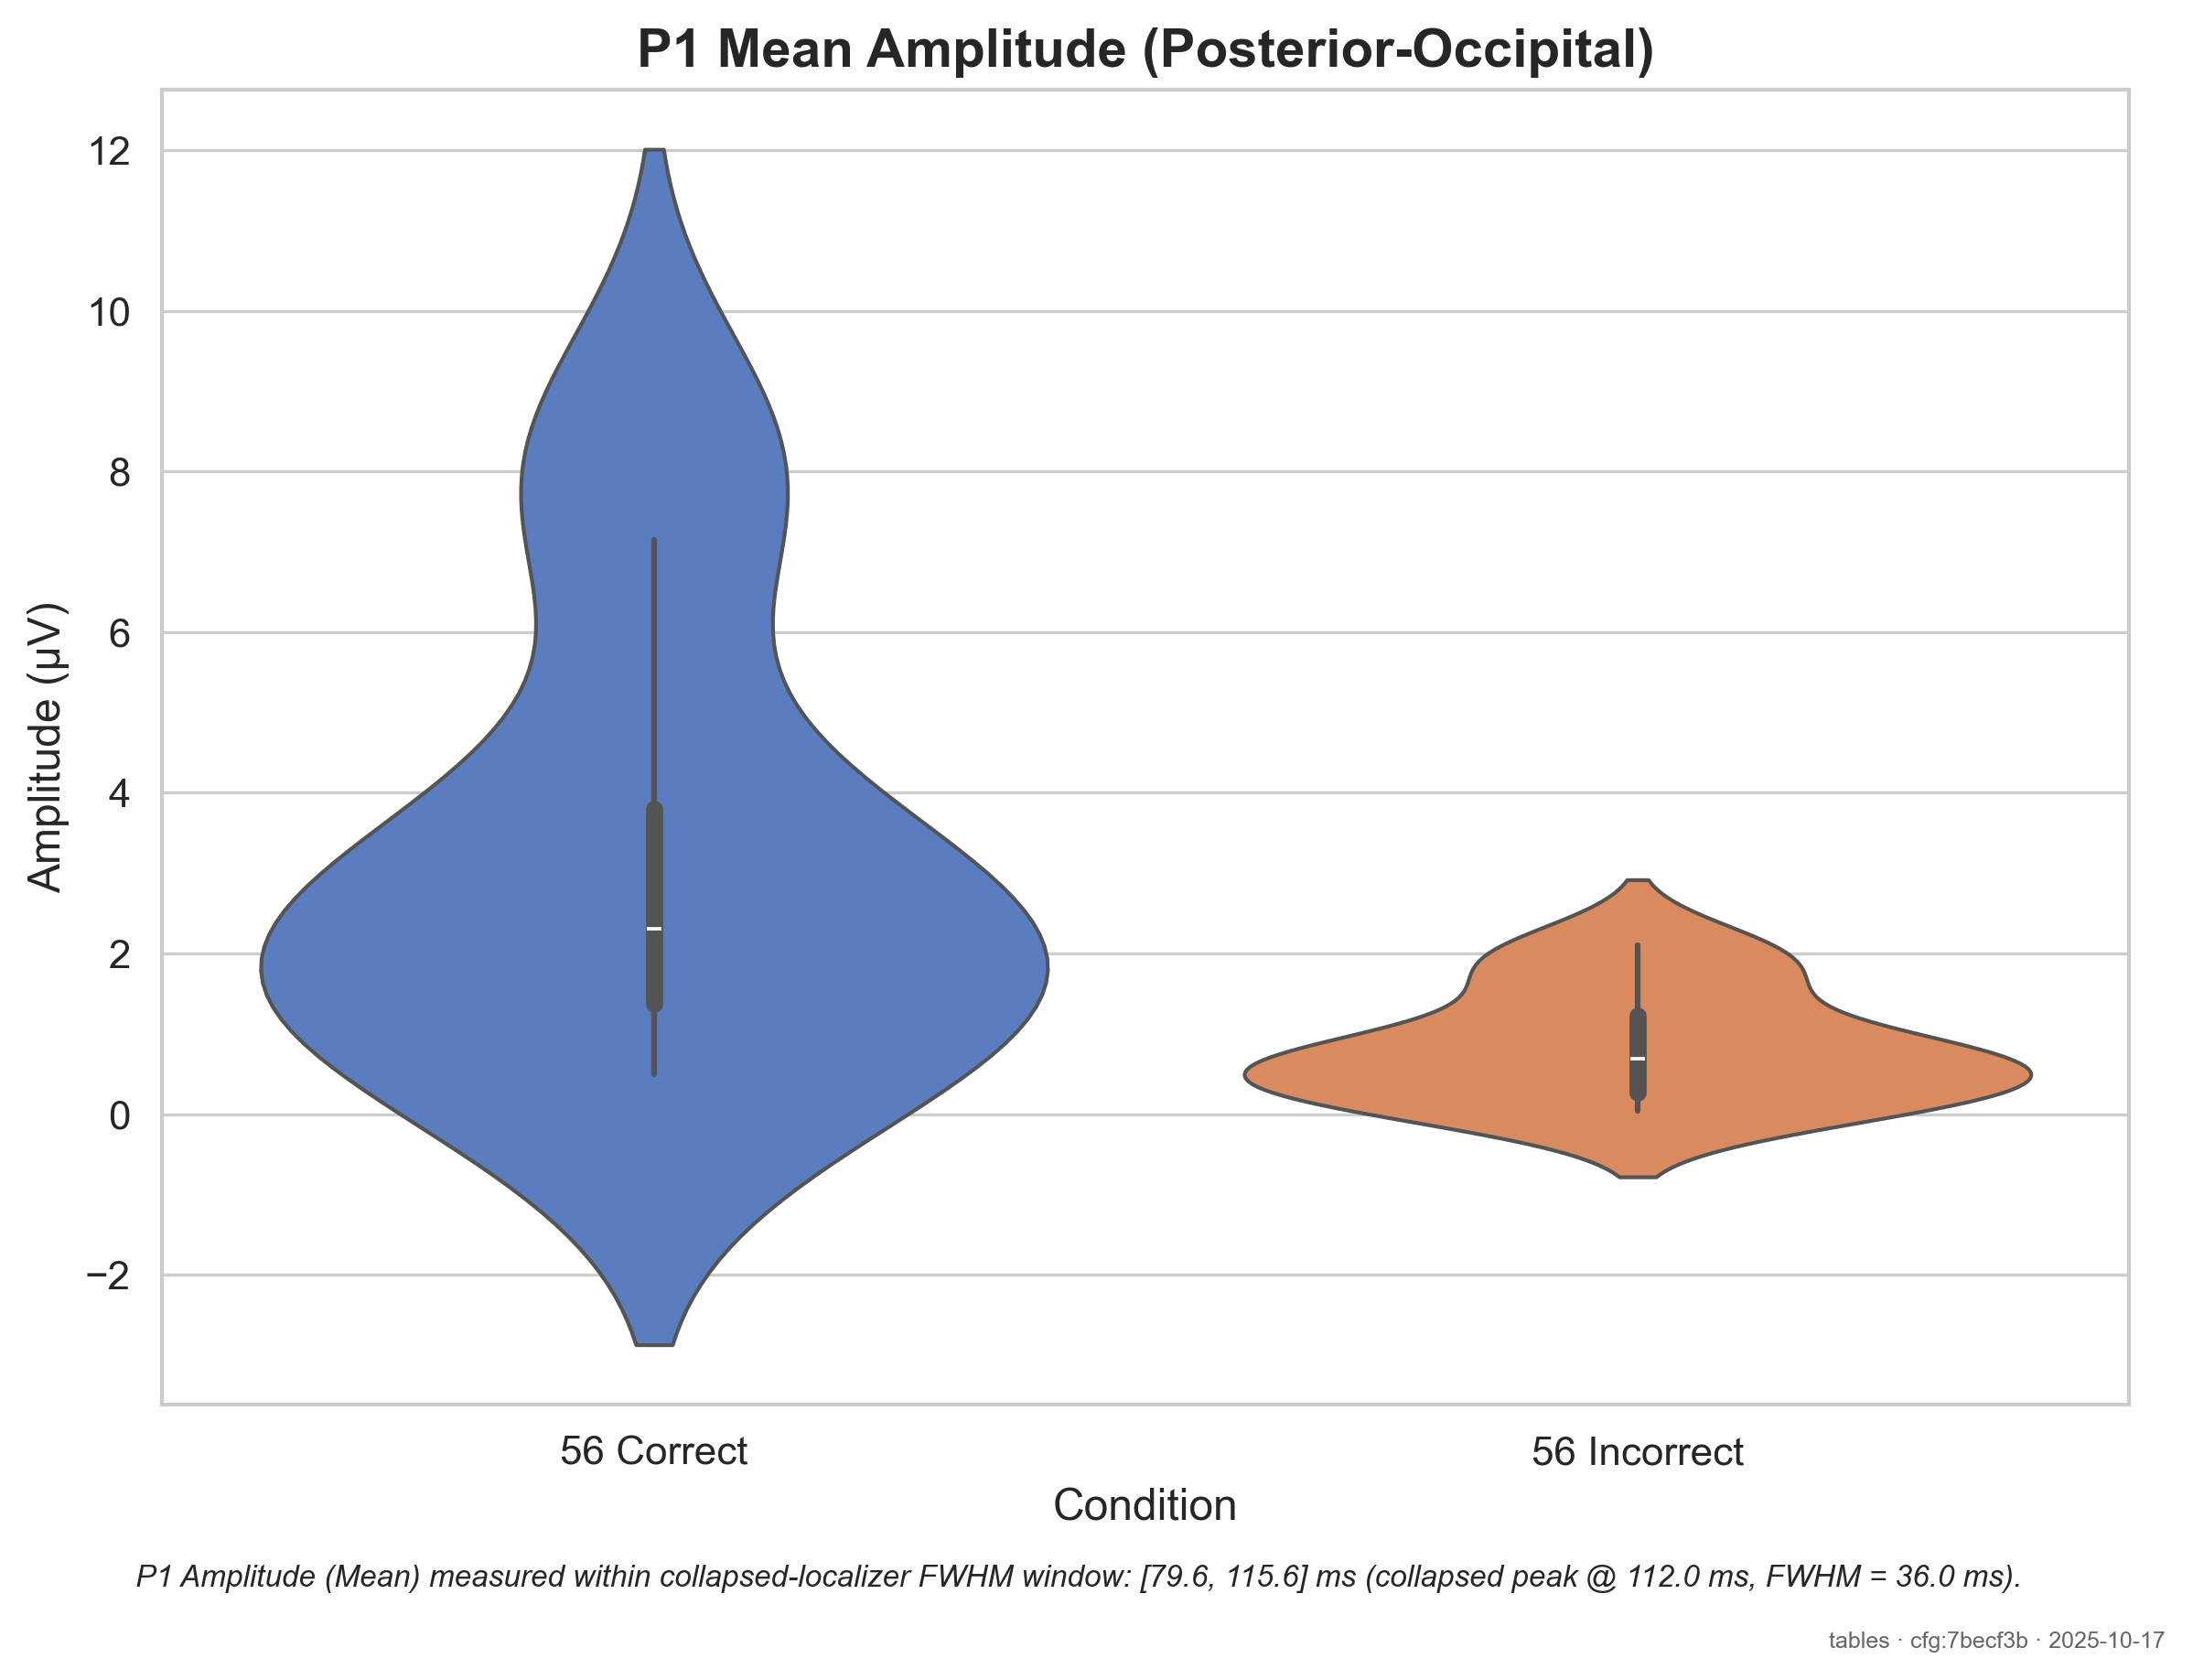 P1 Mean Amplitude (Posterior-Occipital)
12
10
8
6
4
2
0
−2
Amplitude (µV)
56 Correct
56 Incorrect
Condition
P1 Amplitude (Mean) measured within collapsed-localizer FWHM window: [79.6, 115.6] ms (collapsed peak @ 112.0 ms, FWHM = 36.0 ms).
tables · cfg:7becf3b · 2025-10-17